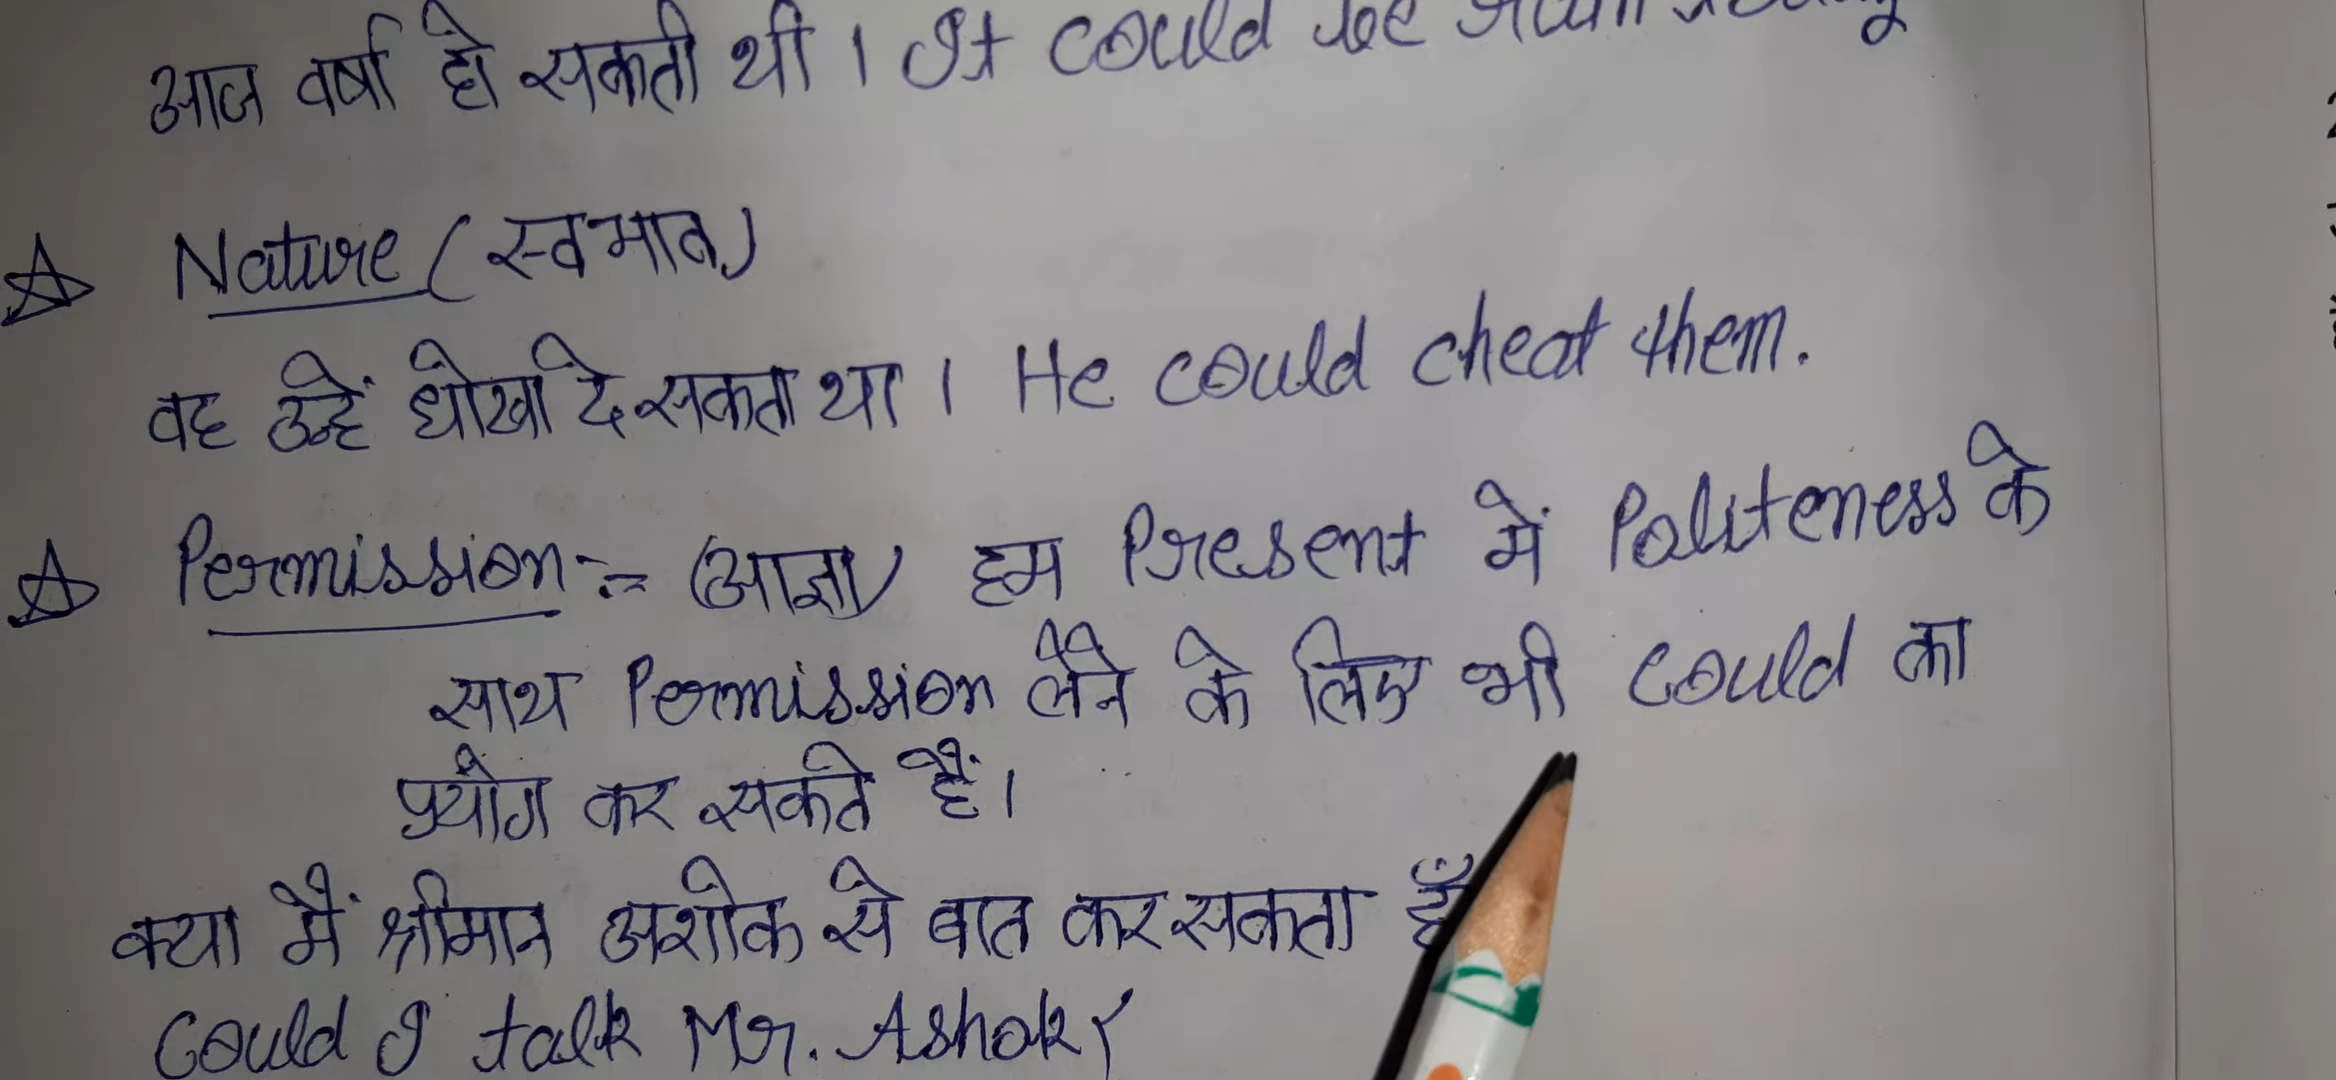 आज वर्षा हो सकती थी । It could be
Nature (स्वभाव)
वह उन्हें धोखा दे सकता था । He could cheat them.
Permission :- (आज्ञा) हम Present में Politeness के
साथ Permission लेने के लिए भी could का
प्रयोग कर सकते हैं।
क्या मैं श्रीमान अशोक से बात कर सकता हूँ
Could I talk Mr. Ashok